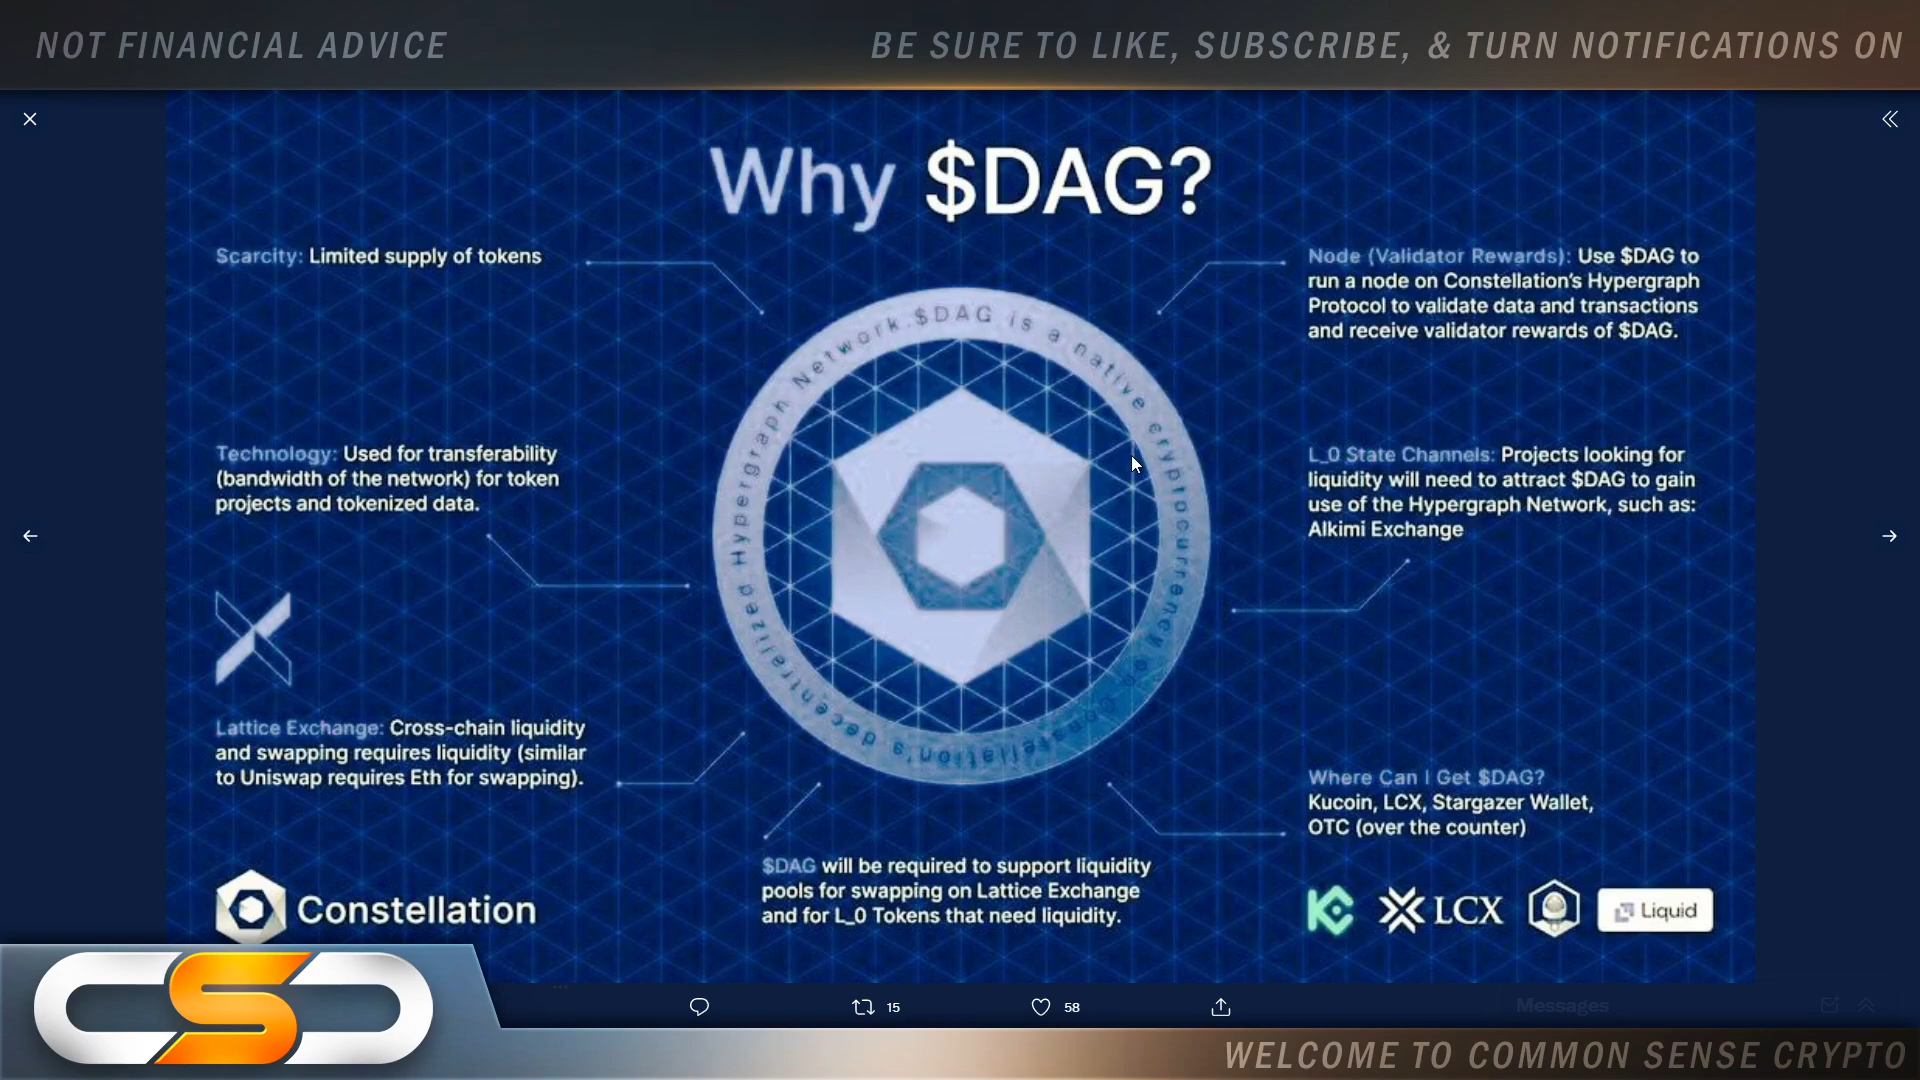 NOT FINANCIAL ADVICE
BE SURE TO LIKE, SUBSCRIBE, & TURN NOTIFICATIONS ON
Why $DAG?
Scarcity: Limited supply of tokens
Node (Validator Rewards): Use $DAG to
run a node on Constellation's Hypergraph
Protocol to validate data and transactions
and receive validator rewards of $DAG.
$DAG is a native cryptocurrency of Constellation's decentralized Hypergraph Network.
Technology: Used for transferability
(bandwidth of the network) for token
projects and tokenized data.
L_0 State Channels: Projects looking for
liquidity will need to attract $DAG to gain
use of the Hypergraph Network, such as:
Alkimi Exchange
Lattice Exchange: Cross-chain liquidity
and swapping requires liquidity (similar
to Uniswap requires Eth for swapping).
Where Can I Get $DAG?
Kucoin, LCX, Stargazer Wallet,
OTC (over the counter)
$DAG will be required to support liquidity
pools for swapping on Lattice Exchange
and for L_0 Tokens that need liquidity.
Constellation
LCX
Liquid
CSC
15
58
Messages
WELCOME TO COMMON SENSE CRYPTO